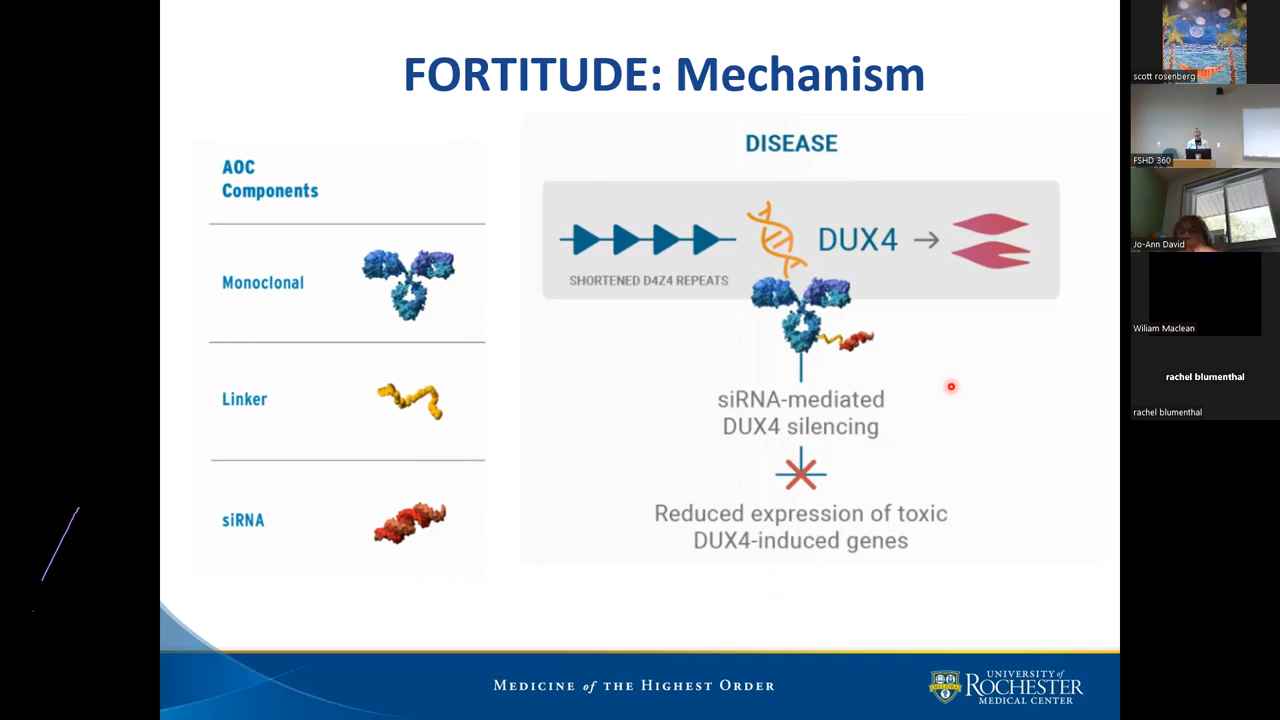 FORTITUDE: Mechanism
AOC
Components
Monoclonal
Linker
siRNA
DISEASE
SHORTENED D4Z4 REPEATS
DUX4
siRNA-mediated
DUX4 silencing
Reduced expression of toxic
DUX4-induced genes
MEDICINE of THE HIGHEST ORDER
UNIVERSITY of
ROCHESTER
MEDICAL CENTER
scott rosenberg
FSHD 360
Jo-Ann David
Wiliam Maclean
rachel blumenthal
rachel blumenthal